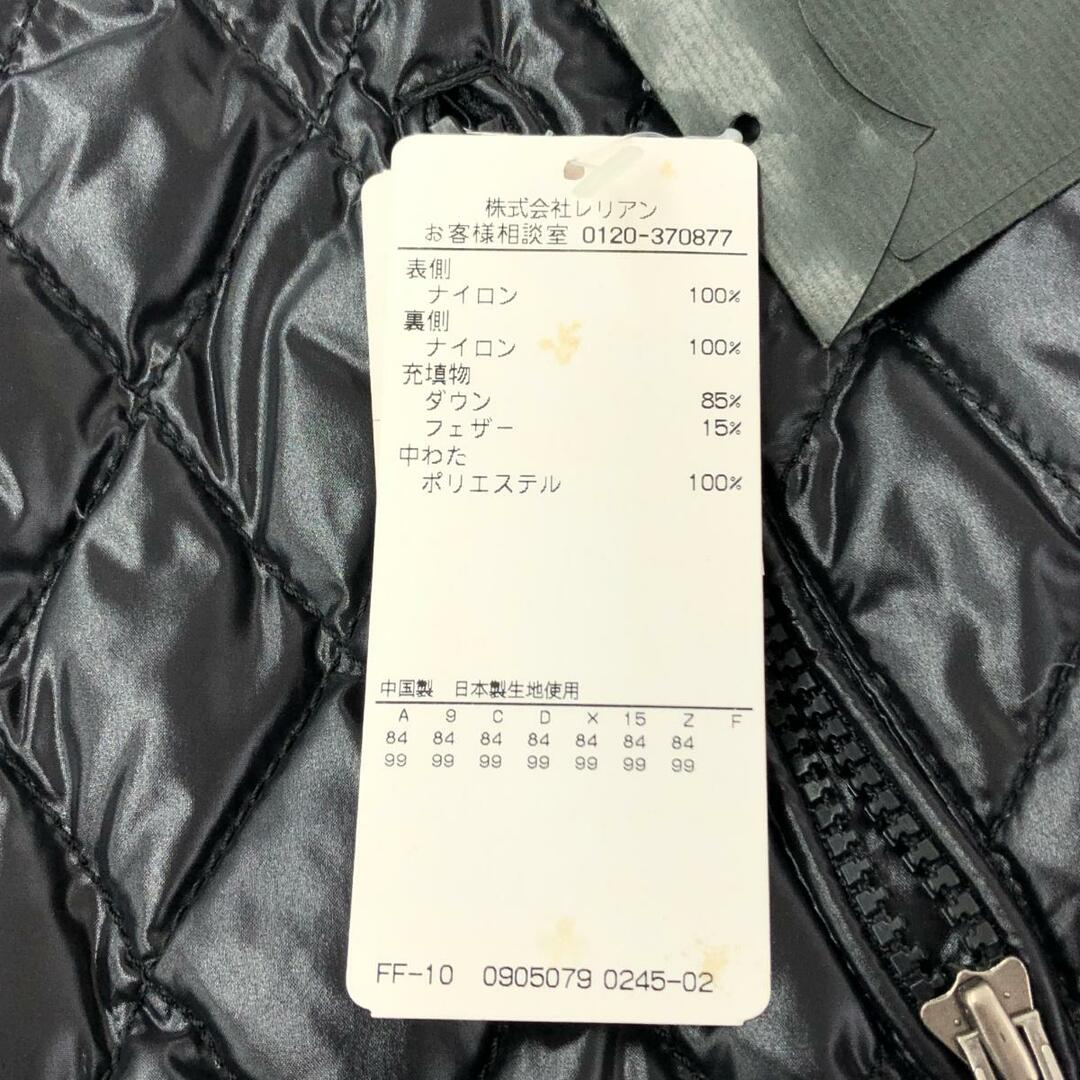 株式会社レリアン
お客様相談室 0120-370877
表側
ナイロン 100%
裏側
ナイロン 100%
充填物
ダウン 85%
フェザー 15%
中わた
ポリエステル 100%
中国製 日本製生地使用
A 9 C D X 15 Z F
84 84 84 84 84 84 84
99 99 99 99 99 99 99
FF-10 0905079 0245-02